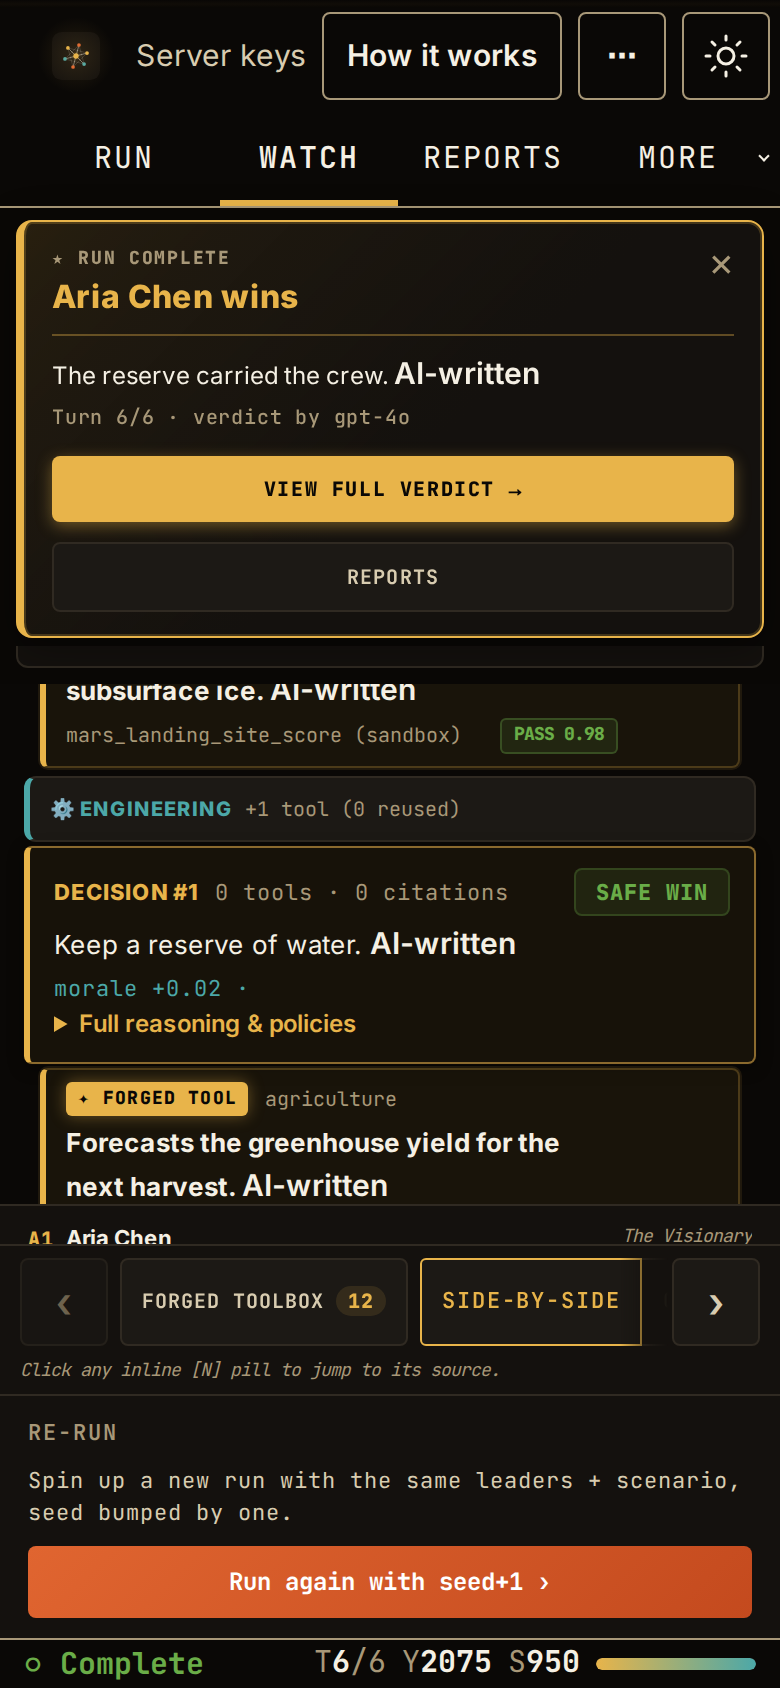 Server keys How it works ...
RUN WATCH REPORTS MORE
★ RUN COMPLETE
Aria Chen wins
The reserve carried the crew. AI-written
Turn 6/6 · verdict by gpt-4o
VIEW FULL VERDICT →
REPORTS
subsurface ice. AI-written
mars_landing_site_score (sandbox) PASS 0.98
ENGINEERING +1 tool (0 reused)
DECISION #1 0 tools · 0 citations SAFE WIN
Keep a reserve of water. AI-written
morale +0.02 ·
▶ Full reasoning & policies
✦ FORGED TOOL agriculture
Forecasts the greenhouse yield for the
next harvest. AI-written
A1 Aria Chen The Visionary
‹ FORGED TOOLBOX 12 SIDE-BY-SIDE ›
Click any inline [N] pill to jump to its source.
RE-RUN
Spin up a new run with the same leaders + scenario,
seed bumped by one.
Run again with seed+1 ›
○ Complete T6/6 Y2075 S950